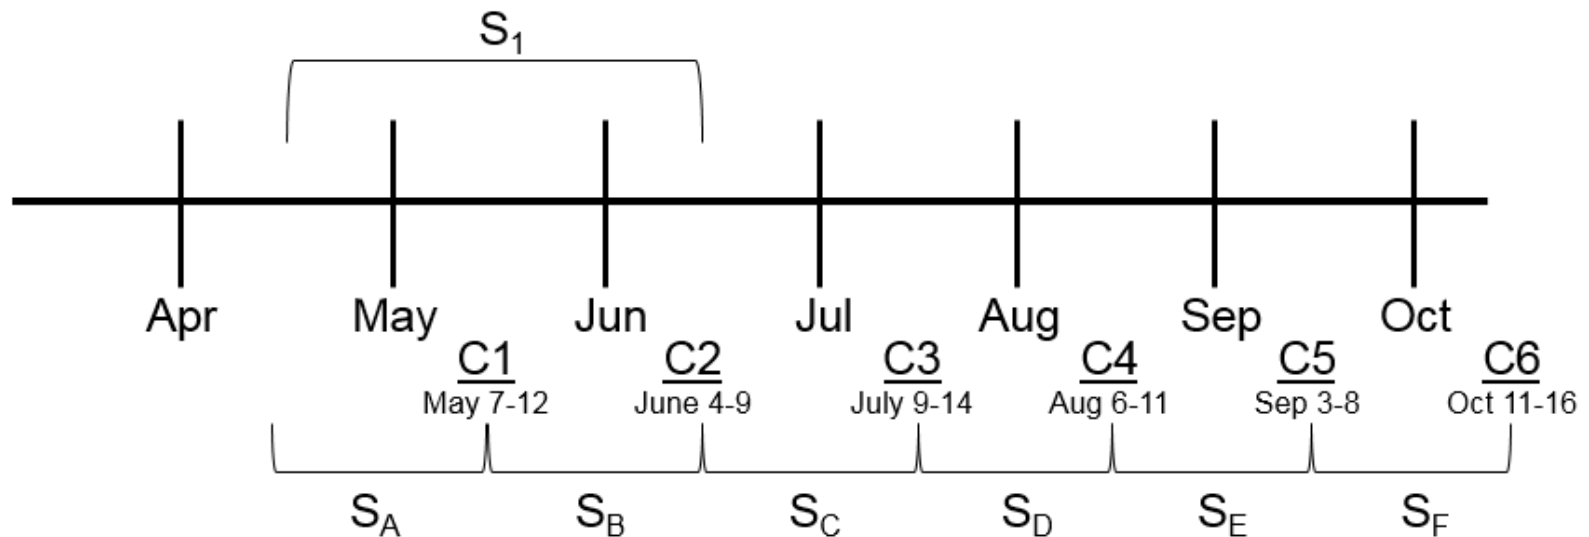 S1
Apr May Jun Jul Aug Sep Oct
C1 C2 C3 C4 C5 C6
May 7-12 June 4-9 July 9-14 Aug 6-11 Sep 3-8 Oct 11-16
SA SB SC SD SE SF